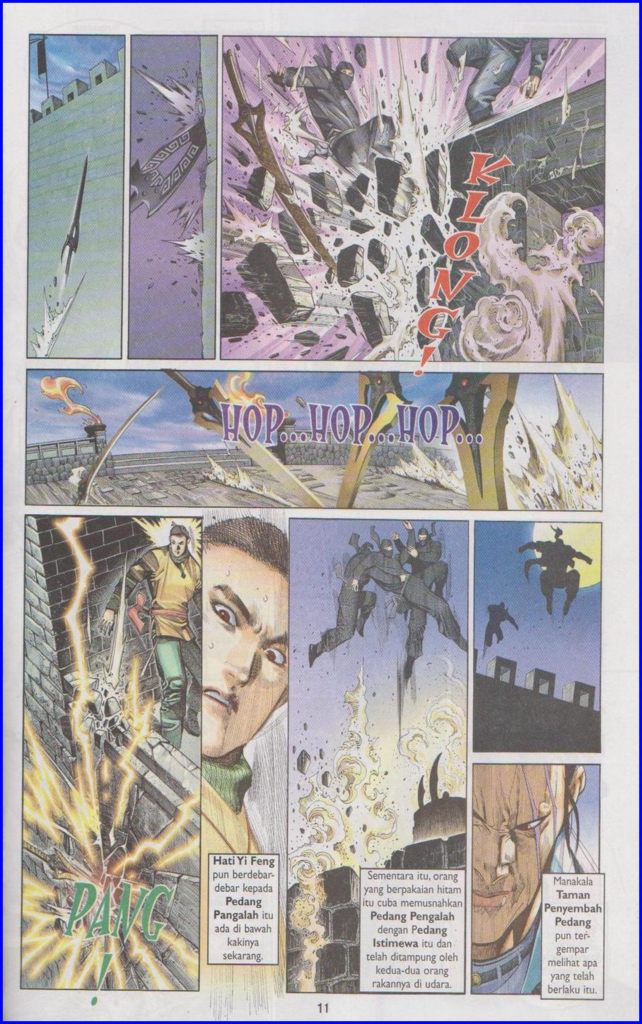 KLONG!
HOP...HOP...HOP...
PANG!
Hati Yi Feng
pun berdebar-
debar kepada
Pedang
Pangalah itu
ada di bawah
kakinya
sekarang.
Sementara itu, orang
yang berpakaian hitam
itu cuba memusnahkan
Pedang Pengalah
dengan Pedang
Istimewa itu dan
telah ditampung oleh
kedua-dua orang
rakannya di udara.
Manakala
Taman
Penyembah
Pedang
pun ter-
gempar
melihat apa
yang telah
berlaku itu.
11